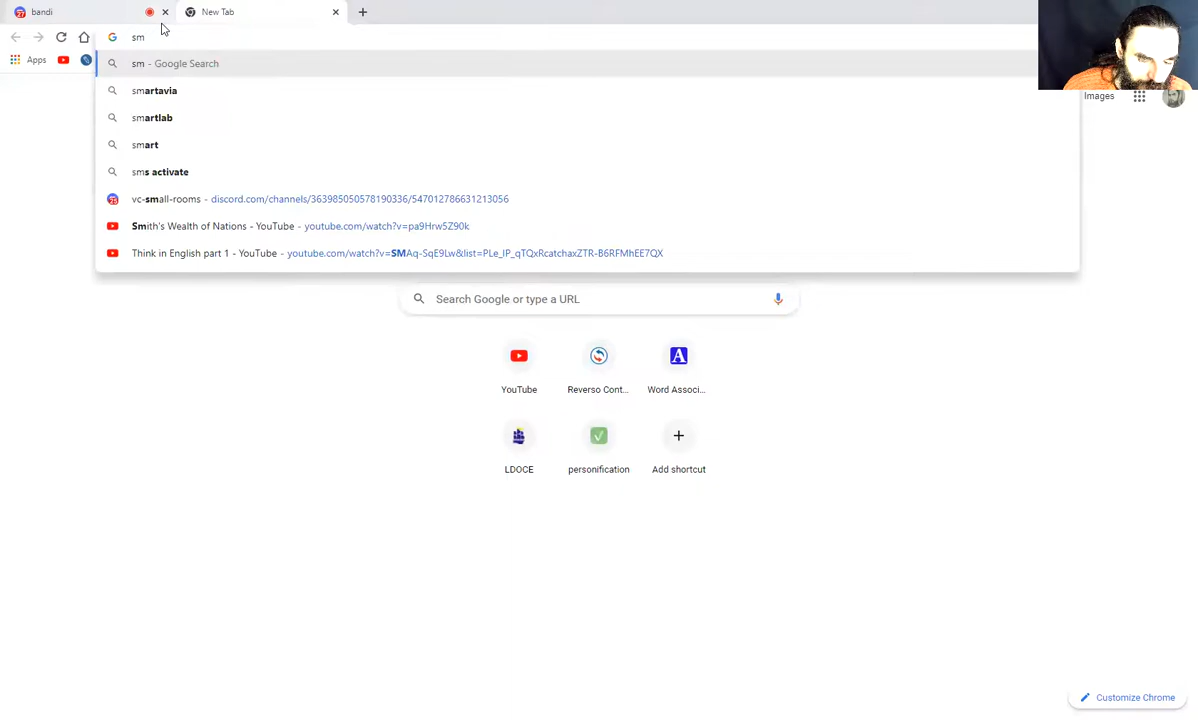 bandi New Tab
sm
Apps
sm - Google Search
smartavia
Images
smartlab
smart
sms activate
vc-small-rooms - discord.com/channels/363985050578190336/547012786631213056
Smith's Wealth of Nations - YouTube - youtube.com/watch?v=pa9Hrw5Z90k
Think in English part 1 - YouTube - youtube.com/watch?v=SMAq-SqE9Lw&list=PLe_IP_qTQxRcatchaxZTR-B6RFMhEE7QX
Search Google or type a URL
YouTube Reverso Cont... Word Associ...
LDOCE personification Add shortcut
Customize Chrome